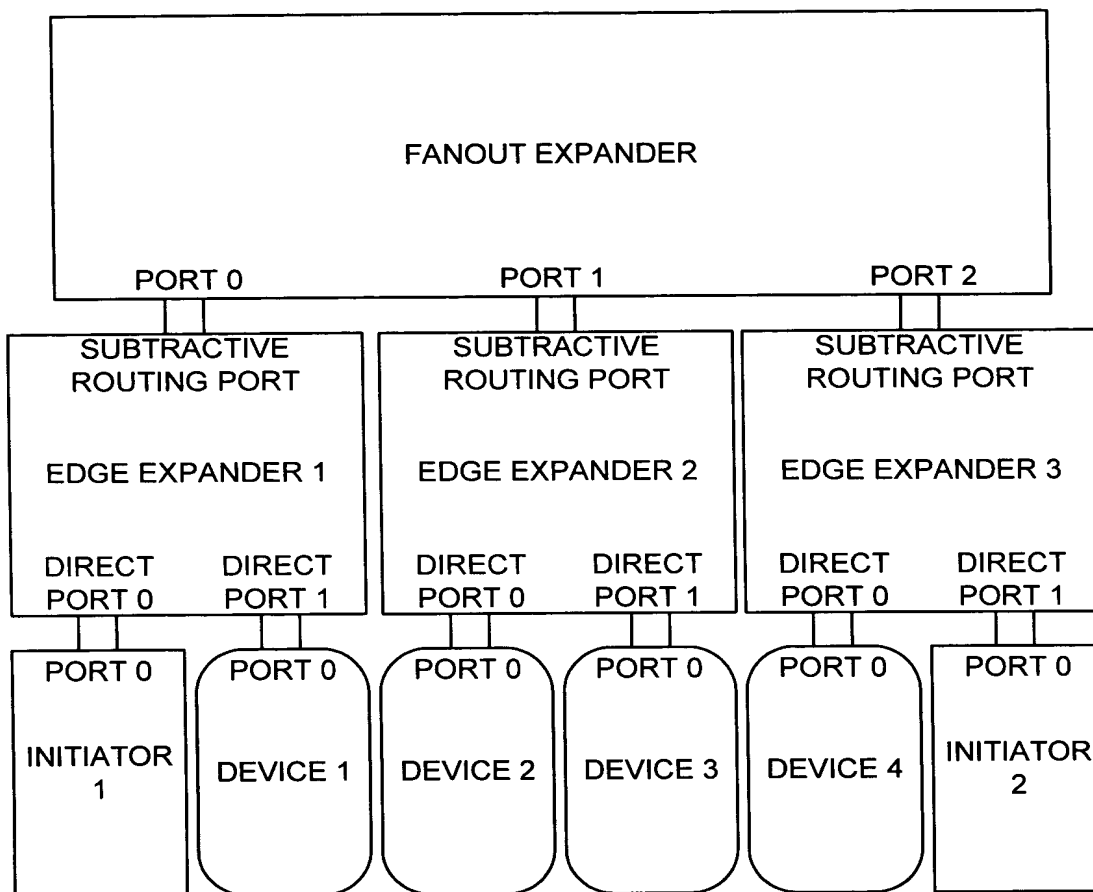 FANOUT EXPANDER
PORT 0
PORT 1
PORT 2
SUBTRACTIVE
ROUTING PORT
SUBTRACTIVE
ROUTING PORT
SUBTRACTIVE
ROUTING PORT
EDGE EXPANDER 1
EDGE EXPANDER 2
EDGE EXPANDER 3
DIRECT
PORT 0
DIRECT
PORT 1
DIRECT
PORT 0
DIRECT
PORT 1
DIRECT
PORT 0
DIRECT
PORT 1
PORT 0
PORT 0
PORT 0
PORT 0
PORT 0
PORT 0
INITIATOR
1
DEVICE 1
DEVICE 2
DEVICE 3
DEVICE 4
INITIATOR
2